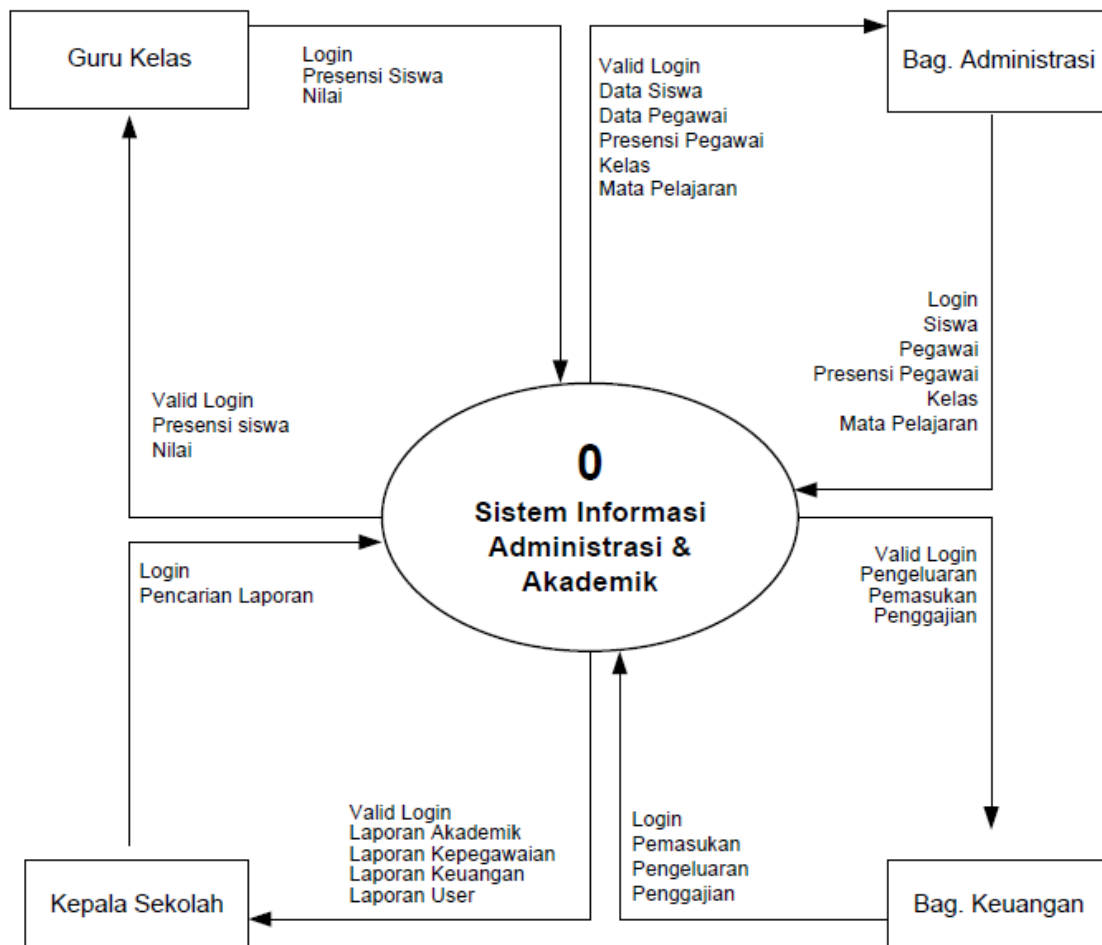 Guru Kelas
Login
Presensi Siswa
Nilai
Valid Login
Data Siswa
Data Pegawai
Presensi Pegawai
Kelas
Mata Pelajaran
Bag. Administrasi
Login
Siswa
Pegawai
Presensi Pegawai
Kelas
Mata Pelajaran
Valid Login
Presensi siswa
Nilai
0
Sistem Informasi
Administrasi &
Akademik
Login
Pencarian Laporan
Valid Login
Pengeluaran
Pemasukan
Penggajian
Valid Login
Laporan Akademik
Laporan Kepegawaian
Laporan Keuangan
Laporan User
Login
Pemasukan
Pengeluaran
Penggajian
Kepala Sekolah
Bag. Keuangan